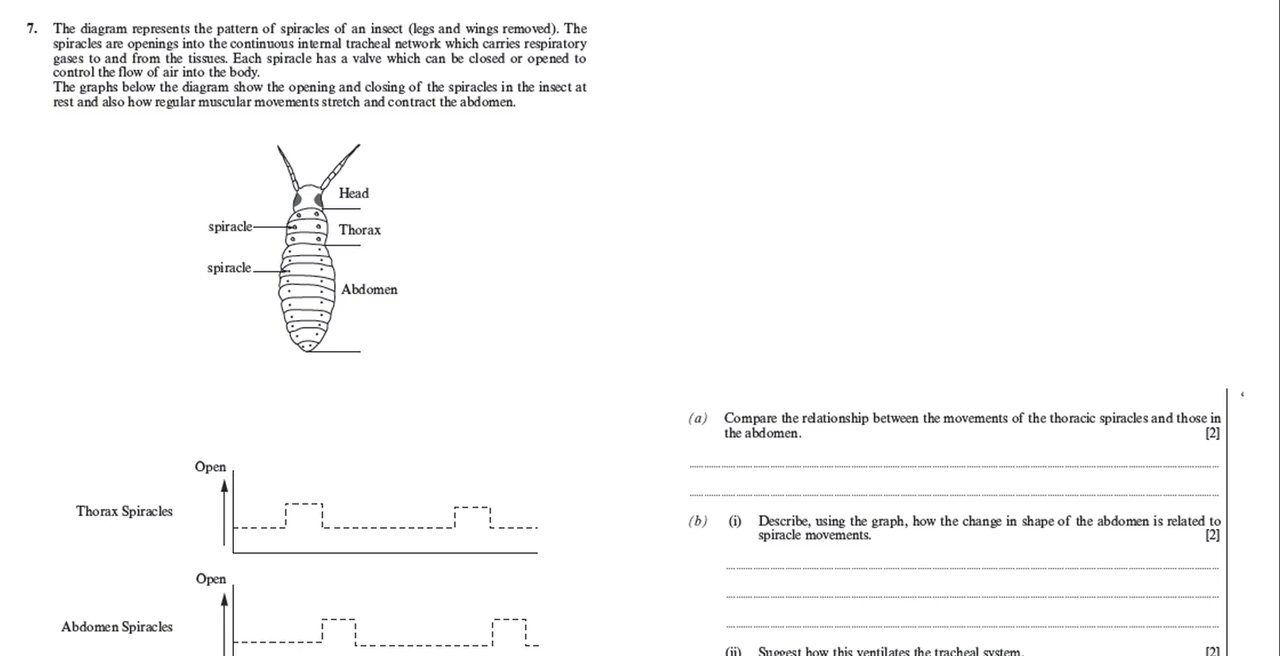 7. The diagram represents the pattern of spiracles of an insect (legs and wings removed). The
spiracles are openings into the continuous internal tracheal network which carries respiratory
gases to and from the tissues. Each spiracle has a valve which can be closed or opened to
control the flow of air into the body.
The graphs below the diagram show the opening and closing of the spiracles in the insect at
rest and also how regular muscular movements stretch and contract the abdomen.
Head
spiracle
Thorax
spiracle
Abdomen
Open
Thorax Spiracles
Open
Abdomen Spiracles
(a) Compare the relationship between the movements of the thoracic spiracles and those in
the abdomen. [2]
(b) (i) Describe, using the graph, how the change in shape of the abdomen is related to
spiracle movements. [2]
(ii) Suggest how this ventilates the tracheal system. [2]